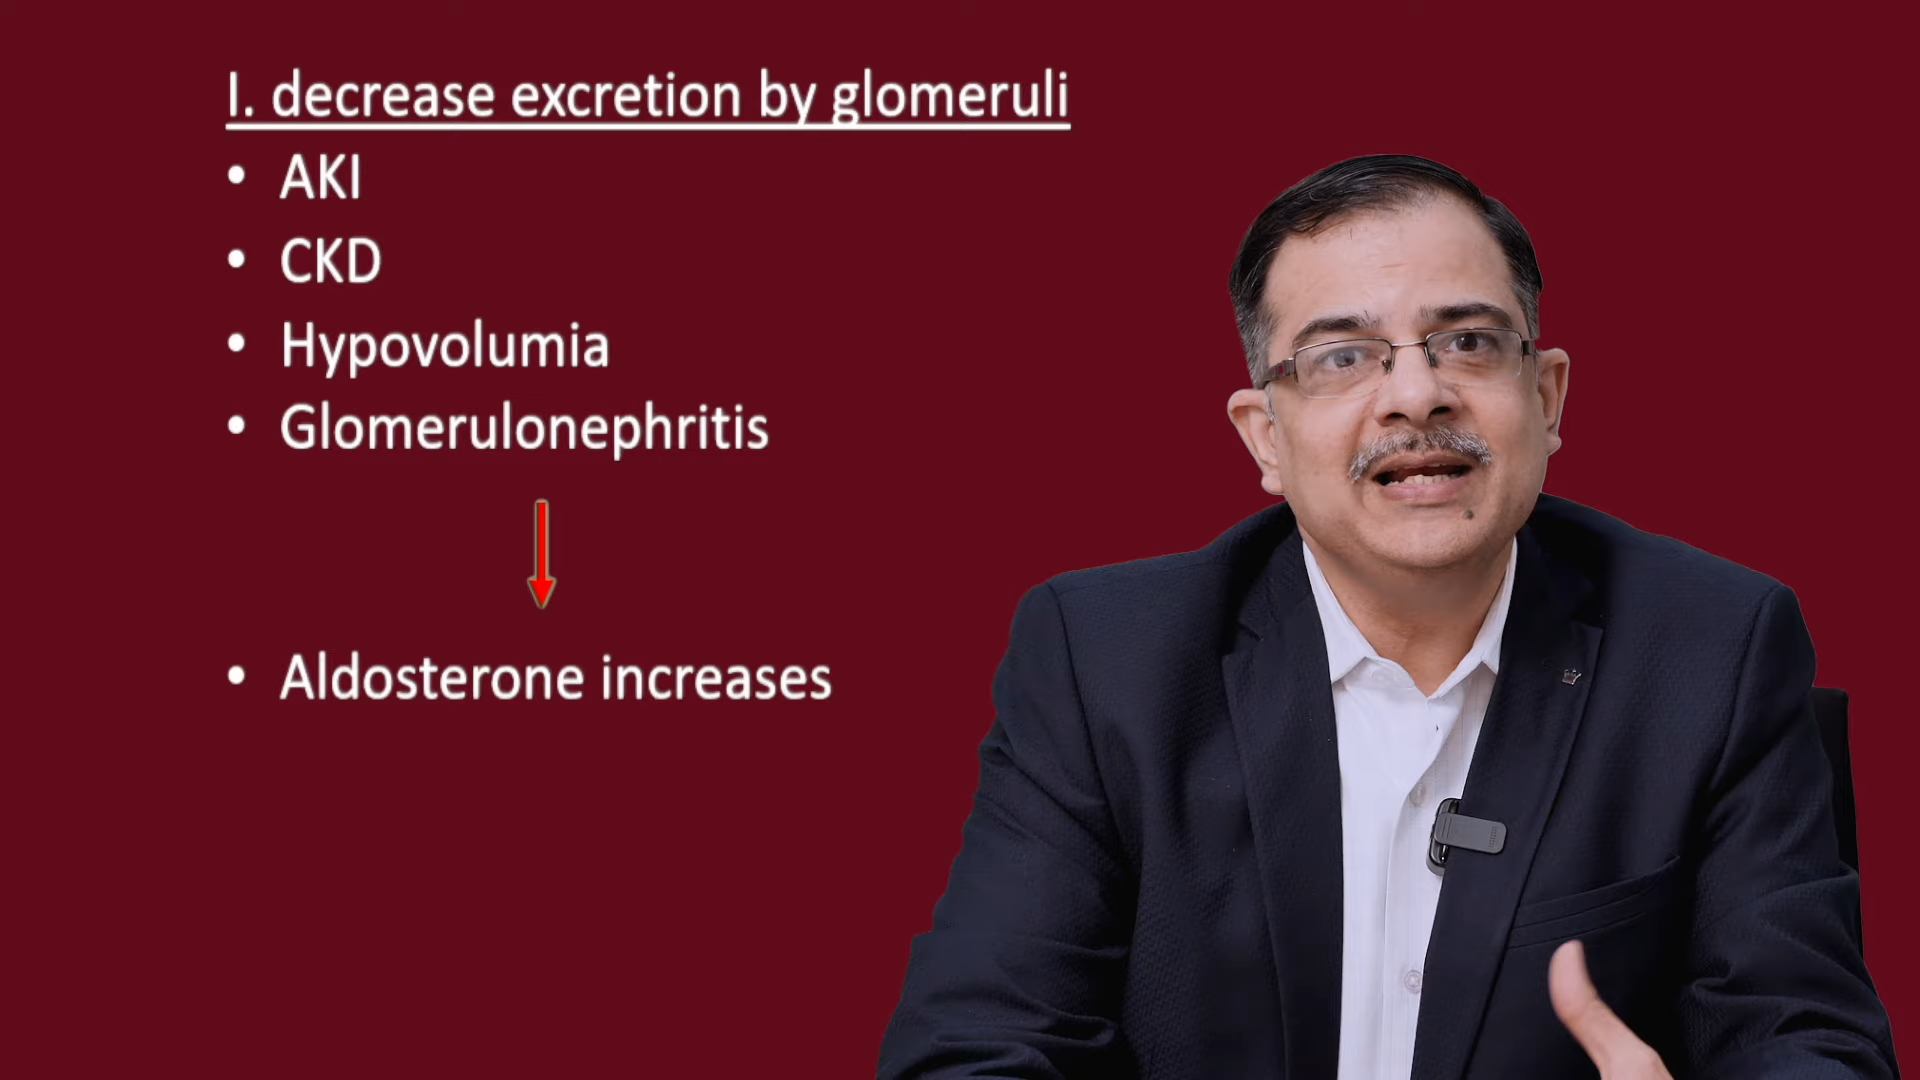 I. decrease excretion by glomeruli
• AKI
• CKD
• Hypovolumia
• Glomerulonephritis
• Aldosterone increases